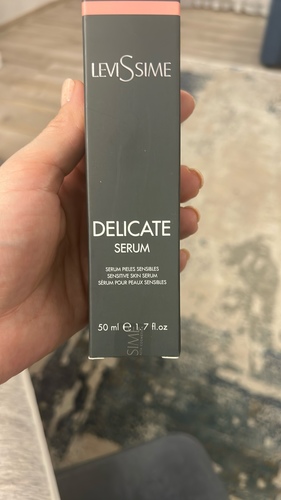 LEVISSIME
DELICATE
SERUM
SERUM PIELES SENSIBLES
SENSITIVE SKIN SERUM
SÉRUM POUR PEAUX SENSIBLES
50 ml ℮ 1.7 fl.oz